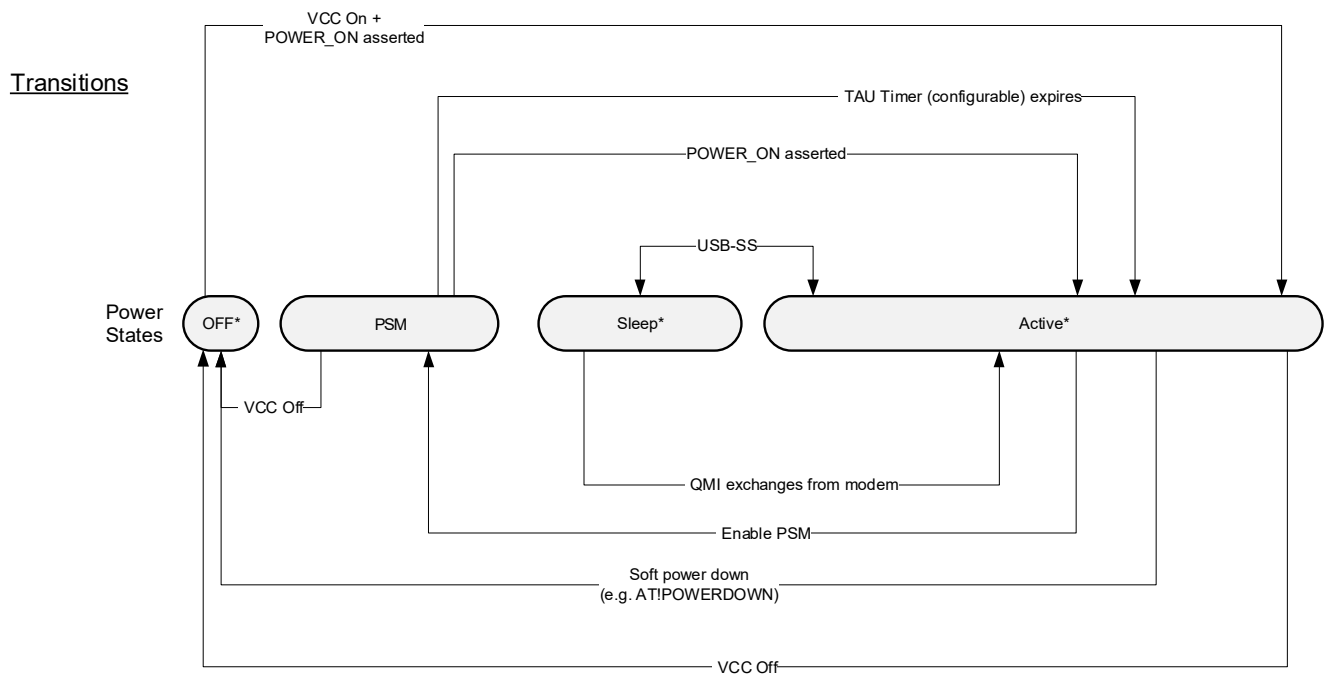 VCC On +
POWER_ON asserted
Transitions
TAU Timer (configurable) expires
POWER_ON asserted
USB-SS
Power
States
OFF*
PSM
Sleep*
Active*
VCC Off
QMI exchanges from modem
Enable PSM
Soft power down
(e.g. AT!POWERDOWN)
VCC Off